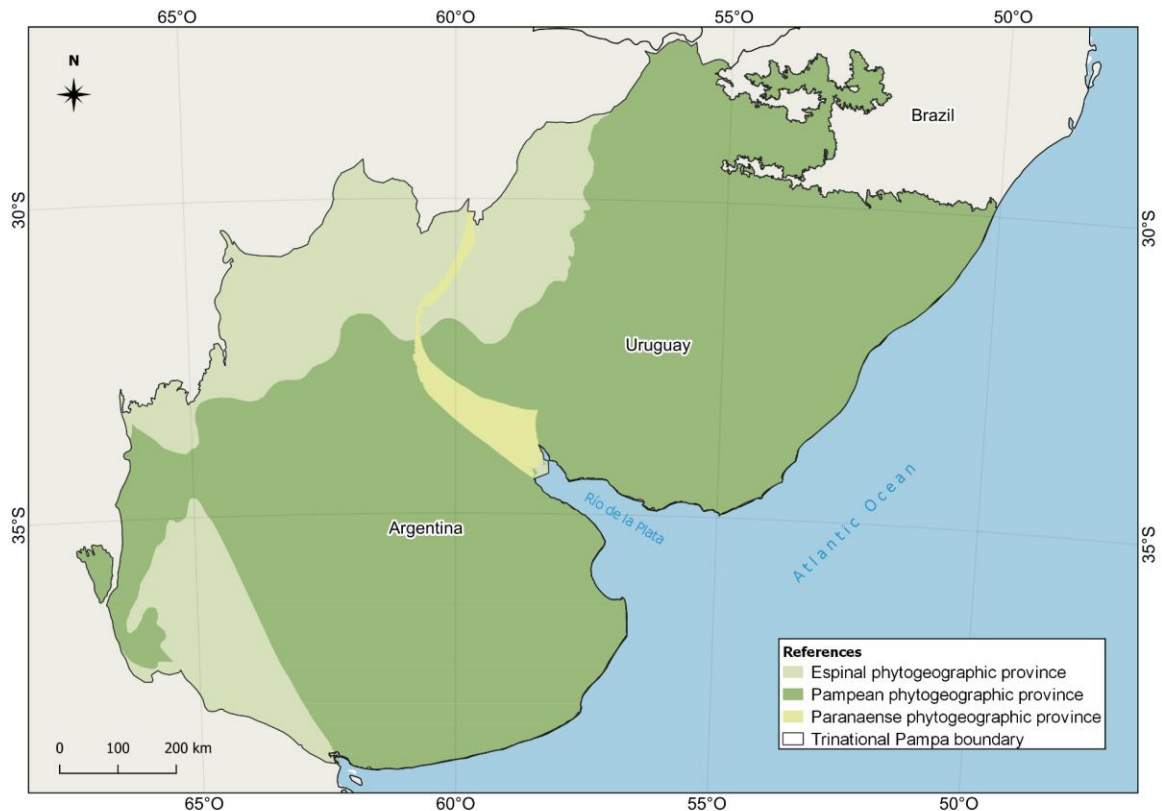 65°O 60°O 55°O 50°O
N
Brazil
30°S
30°S
Uruguay
Argentina
Río de la Plata
Atlantic Ocean
35°S
35°S
References
Espinal phytogeographic province
Pampean phytogeographic province
Paranaense phytogeographic province
Trinational Pampa boundary
0 100 200 km
65°O 60°O 55°O 50°O